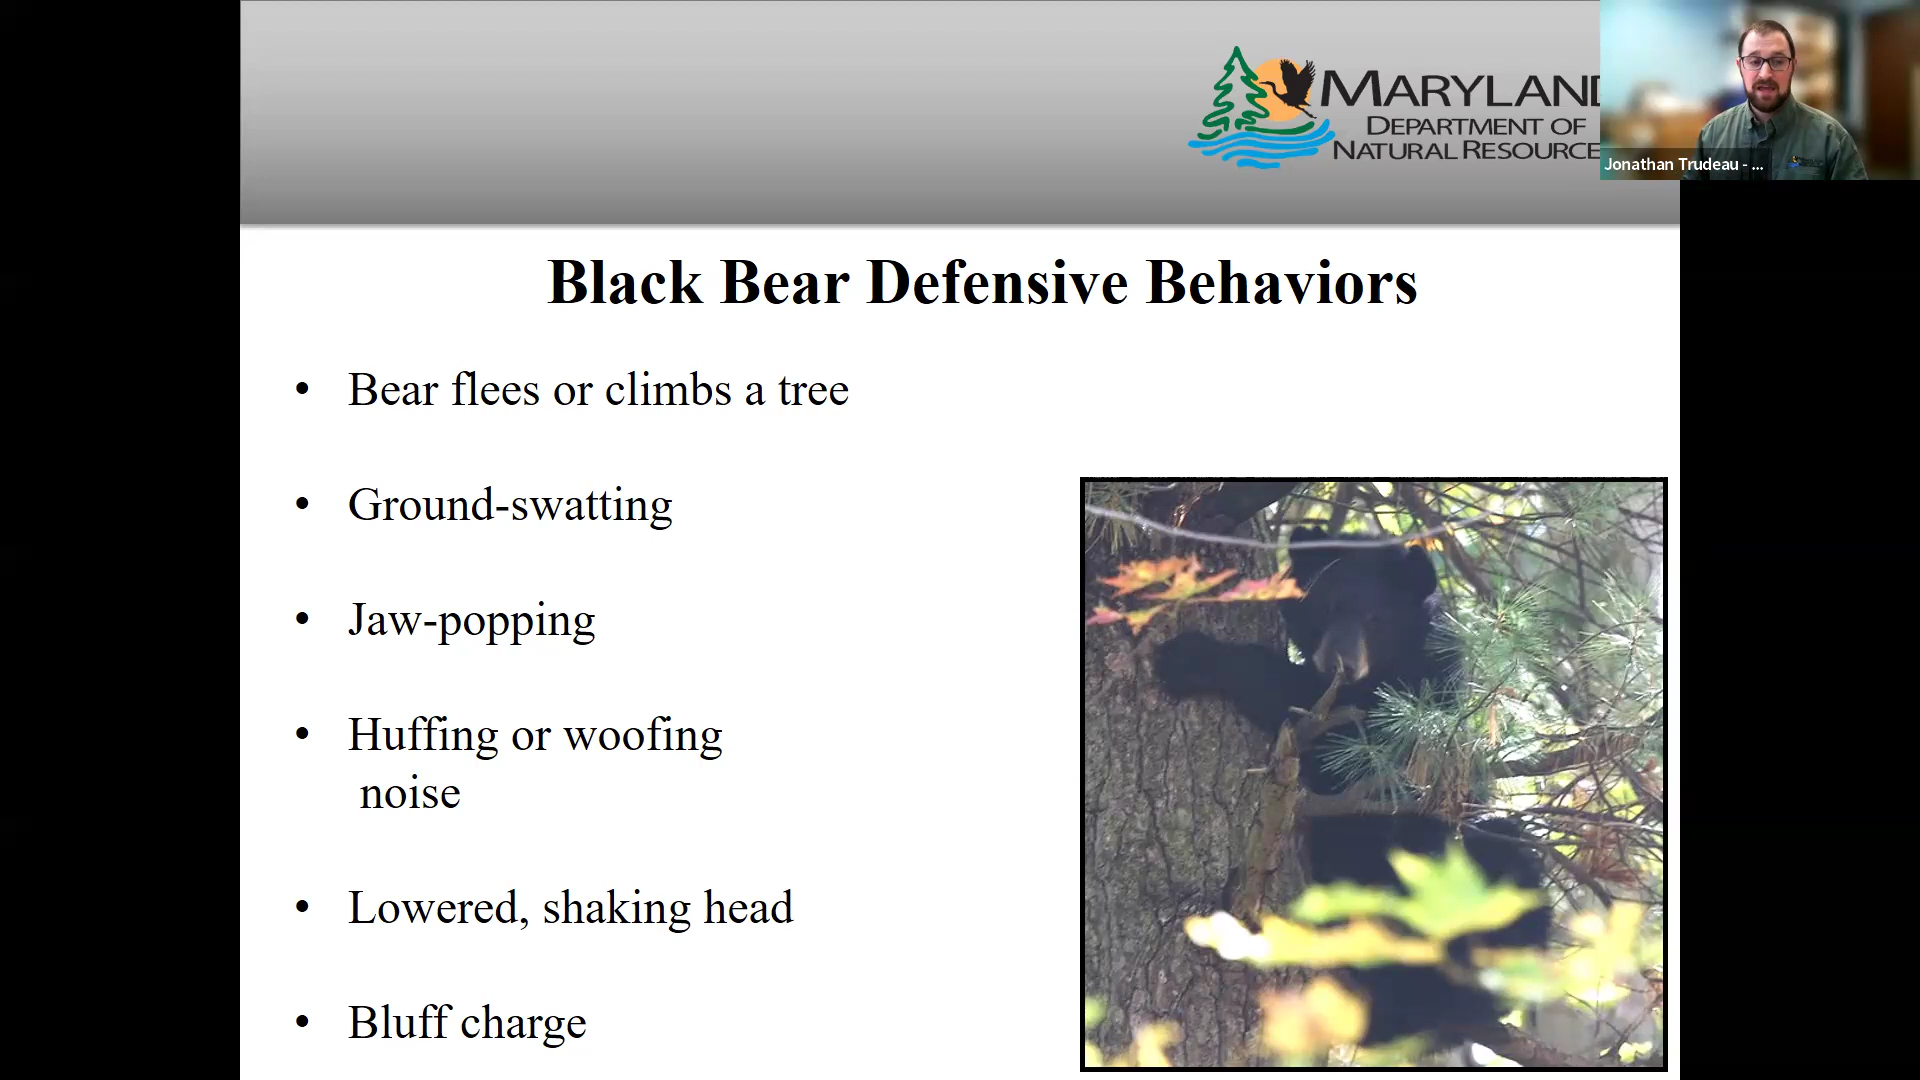 MARYLAND
DEPARTMENT OF
NATURAL RESOURCE
Jonathan Trudeau - ...
Black Bear Defensive Behaviors
• Bear flees or climbs a tree
• Ground-swatting
• Jaw-popping
• Huffing or woofing
noise
• Lowered, shaking head
• Bluff charge